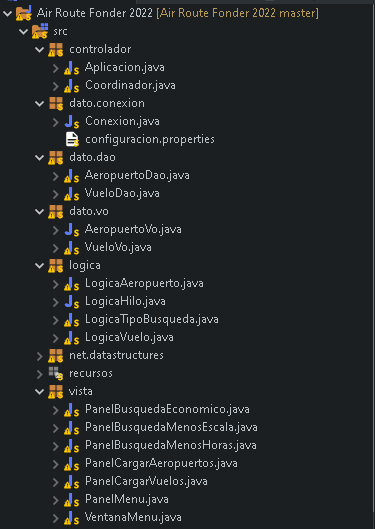 Air Route Fonder 2022 [Air Route Fonder 2022 master]
src
controlador
Aplicacion.java
Coordinador.java
dato.conexion
Conexion.java
configuracion.properties
dato.dao
AeropuertoDao.java
VueloDao.java
dato.vo
AeropuertoVo.java
VueloVo.java
logica
LogicaAeropuerto.java
LogicaHilo.java
LogicaTipoBusqueda.java
LogicaVuelo.java
net.datastructures
recursos
vista
PanelBusquedaEconomico.java
PanelBusquedaMenosEscala.java
PanelBusquedaMenosHoras.java
PanelCargarAeropuertos.java
PanelCargarVuelos.java
PanelMenu.java
VentanaMenu.java